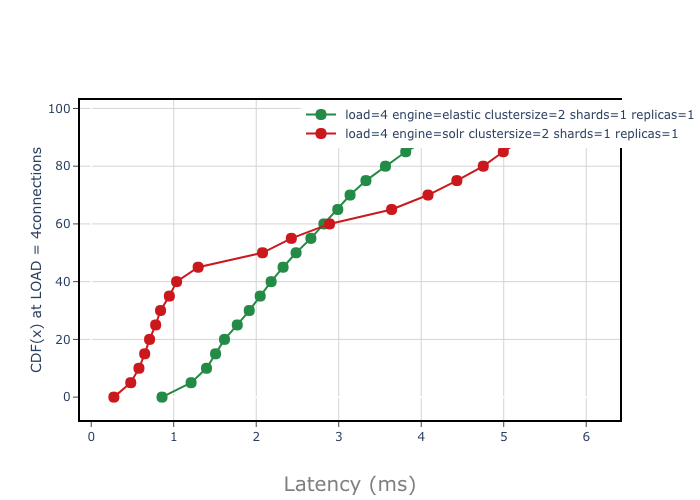 load=4 engine=elastic clustersize=2 shards=1 replicas=1
load=4 engine=solr clustersize=2 shards=1 replicas=1
CDF(x) at LOAD = 4connections
100
80
60
40
20
0
0 1 2 3 4 5 6
Latency (ms)